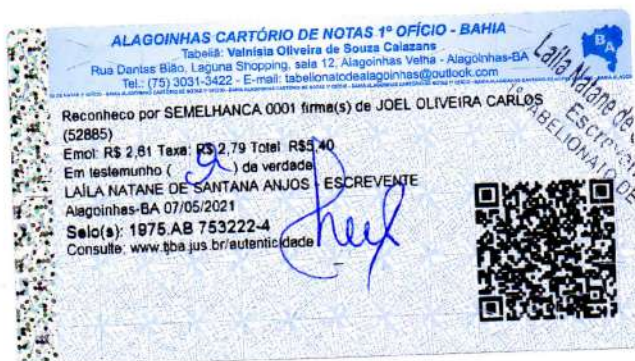 ALAGOINHAS CARTÓRIO DE NOTAS 1º OFÍCIO - BAHIA
Tabeliã: Valnísia Oliveira de Souza Calazans
Rua Dantas Bião, Laguna Shopping, sala 12, Alagoinhas Velha - Alagoinhas-BA
Tel.: (75) 3031-3422 - E-mail: tabelionatodealagoinhas@outlook.com
BA
Reconheco por SEMELHANCA 0001 firma(s) de JOEL OLIVEIRA CARLOS
(52885)
Emol: R$ 2,61 Taxa: R$ 2,79 Total R$5,40
Em testemunho ( ) da verdade
LAÍLA NATANE DE SANTANA ANJOS - ESCREVENTE
Alagoinhas-BA 07/05/2021
Selo(s): 1975.AB 753222-4
Consulte: www.tjba.jus.br/autenticidade
Laíla Natane de
Escrevente
1º TABELIONATO DE